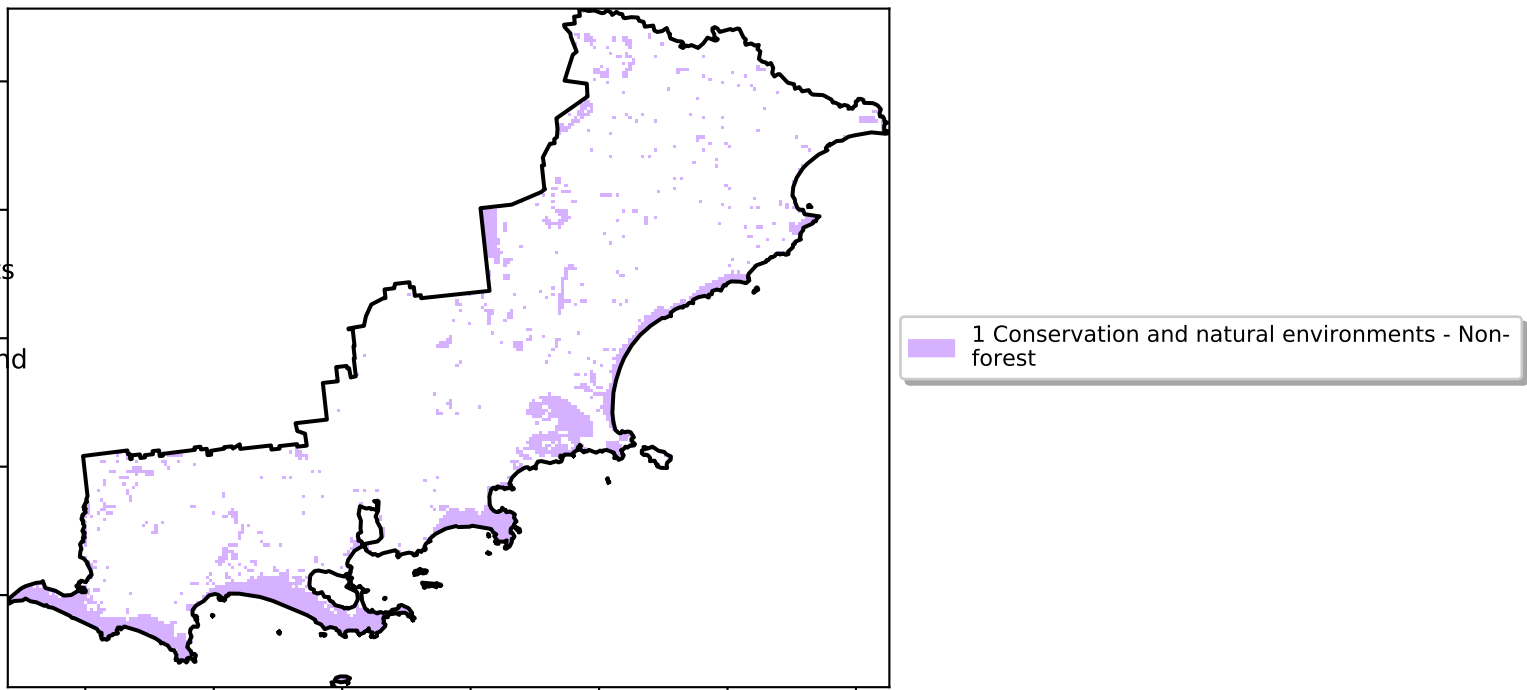 1 Conservation and natural environments - Non-
forest